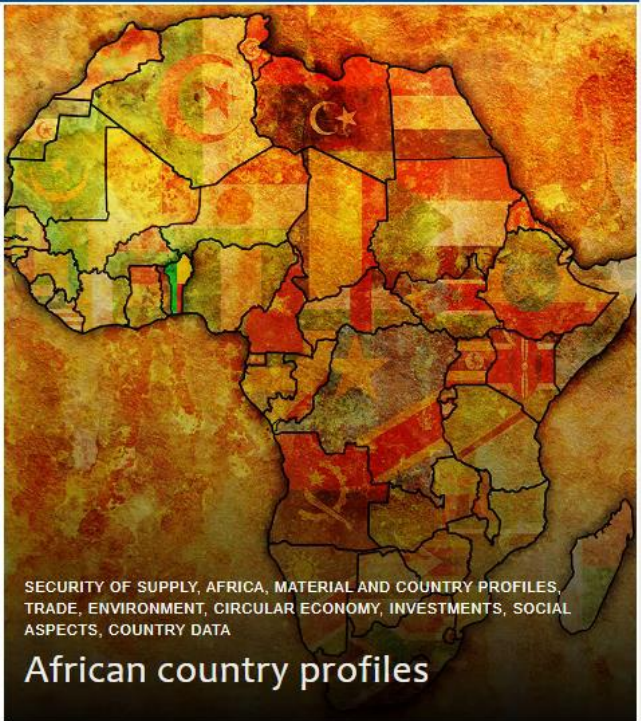 SECURITY OF SUPPLY, AFRICA, MATERIAL AND COUNTRY PROFILES,
TRADE, ENVIRONMENT, CIRCULAR ECONOMY, INVESTMENTS, SOCIAL
ASPECTS, COUNTRY DATA
African country profiles